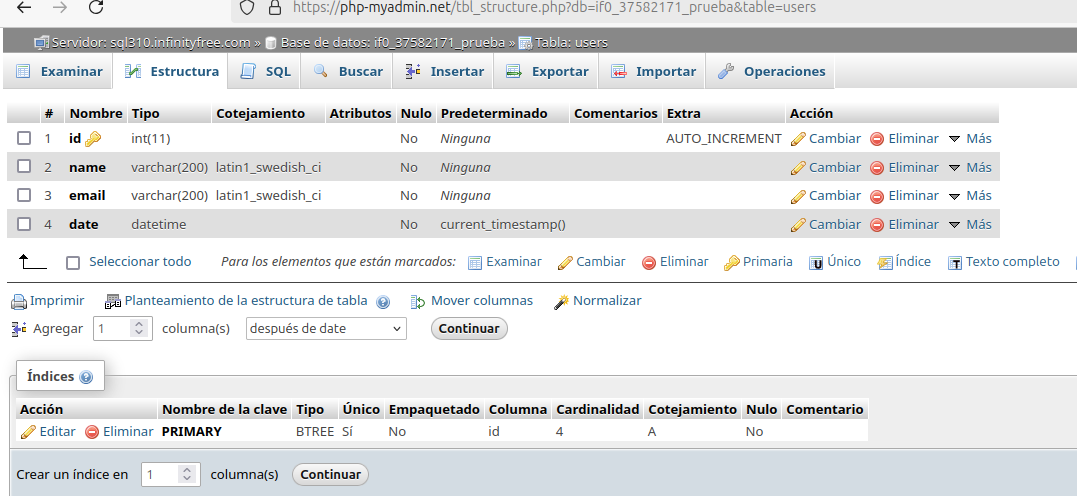 https://php-myadmin.net/tbl_structure.php?db=if0_37582171_prueba&table=users
Servidor: sql310.infinityfree.com » Base de datos: if0_37582171_prueba » Tabla: users
Examinar Estructura SQL Buscar Insertar Exportar Importar Operaciones
# Nombre Tipo Cotejamiento Atributos Nulo Predeterminado Comentarios Extra Acción
1 id int(11) No Ninguna AUTO_INCREMENT Cambiar Eliminar Más
2 name varchar(200) latin1_swedish_ci No Ninguna Cambiar Eliminar Más
3 email varchar(200) latin1_swedish_ci No Ninguna Cambiar Eliminar Más
4 date datetime No current_timestamp() Cambiar Eliminar Más
Seleccionar todo Para los elementos que están marcados: Examinar Cambiar Eliminar Primaria Único Índice Texto completo
Imprimir Planteamiento de la estructura de tabla Mover columnas Normalizar
Agregar 1 columna(s) después de date Continuar
Índices
Acción Nombre de la clave Tipo Único Empaquetado Columna Cardinalidad Cotejamiento Nulo Comentario
Editar Eliminar PRIMARY BTREE Sí No id 4 A No
Crear un índice en 1 columna(s) Continuar